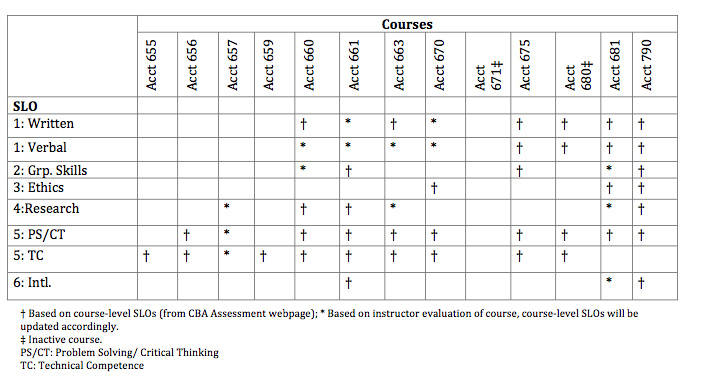 Courses
Acct 655 Acct 656 Acct 657 Acct 659 Acct 660 Acct 661 Acct 663 Acct 670 Acct 671‡ Acct 675 Acct 680‡ Acct 681 Acct 790
SLO
1: Written † * † * † † † †
1: Verbal * * * * † † † †
2: Grp. Skills * † † * †
3: Ethics † † †
4:Research * † † * * †
5: PS/CT † * † † † † † † † †
5: TC † † * † † † † † † †
6: Intl. † * †
† Based on course-level SLOs (from CBA Assessment webpage); * Based on instructor evaluation of course, course-level SLOs will be
updated accordingly.
‡ Inactive course.
PS/CT: Problem Solving/ Critical Thinking
TC: Technical Competence